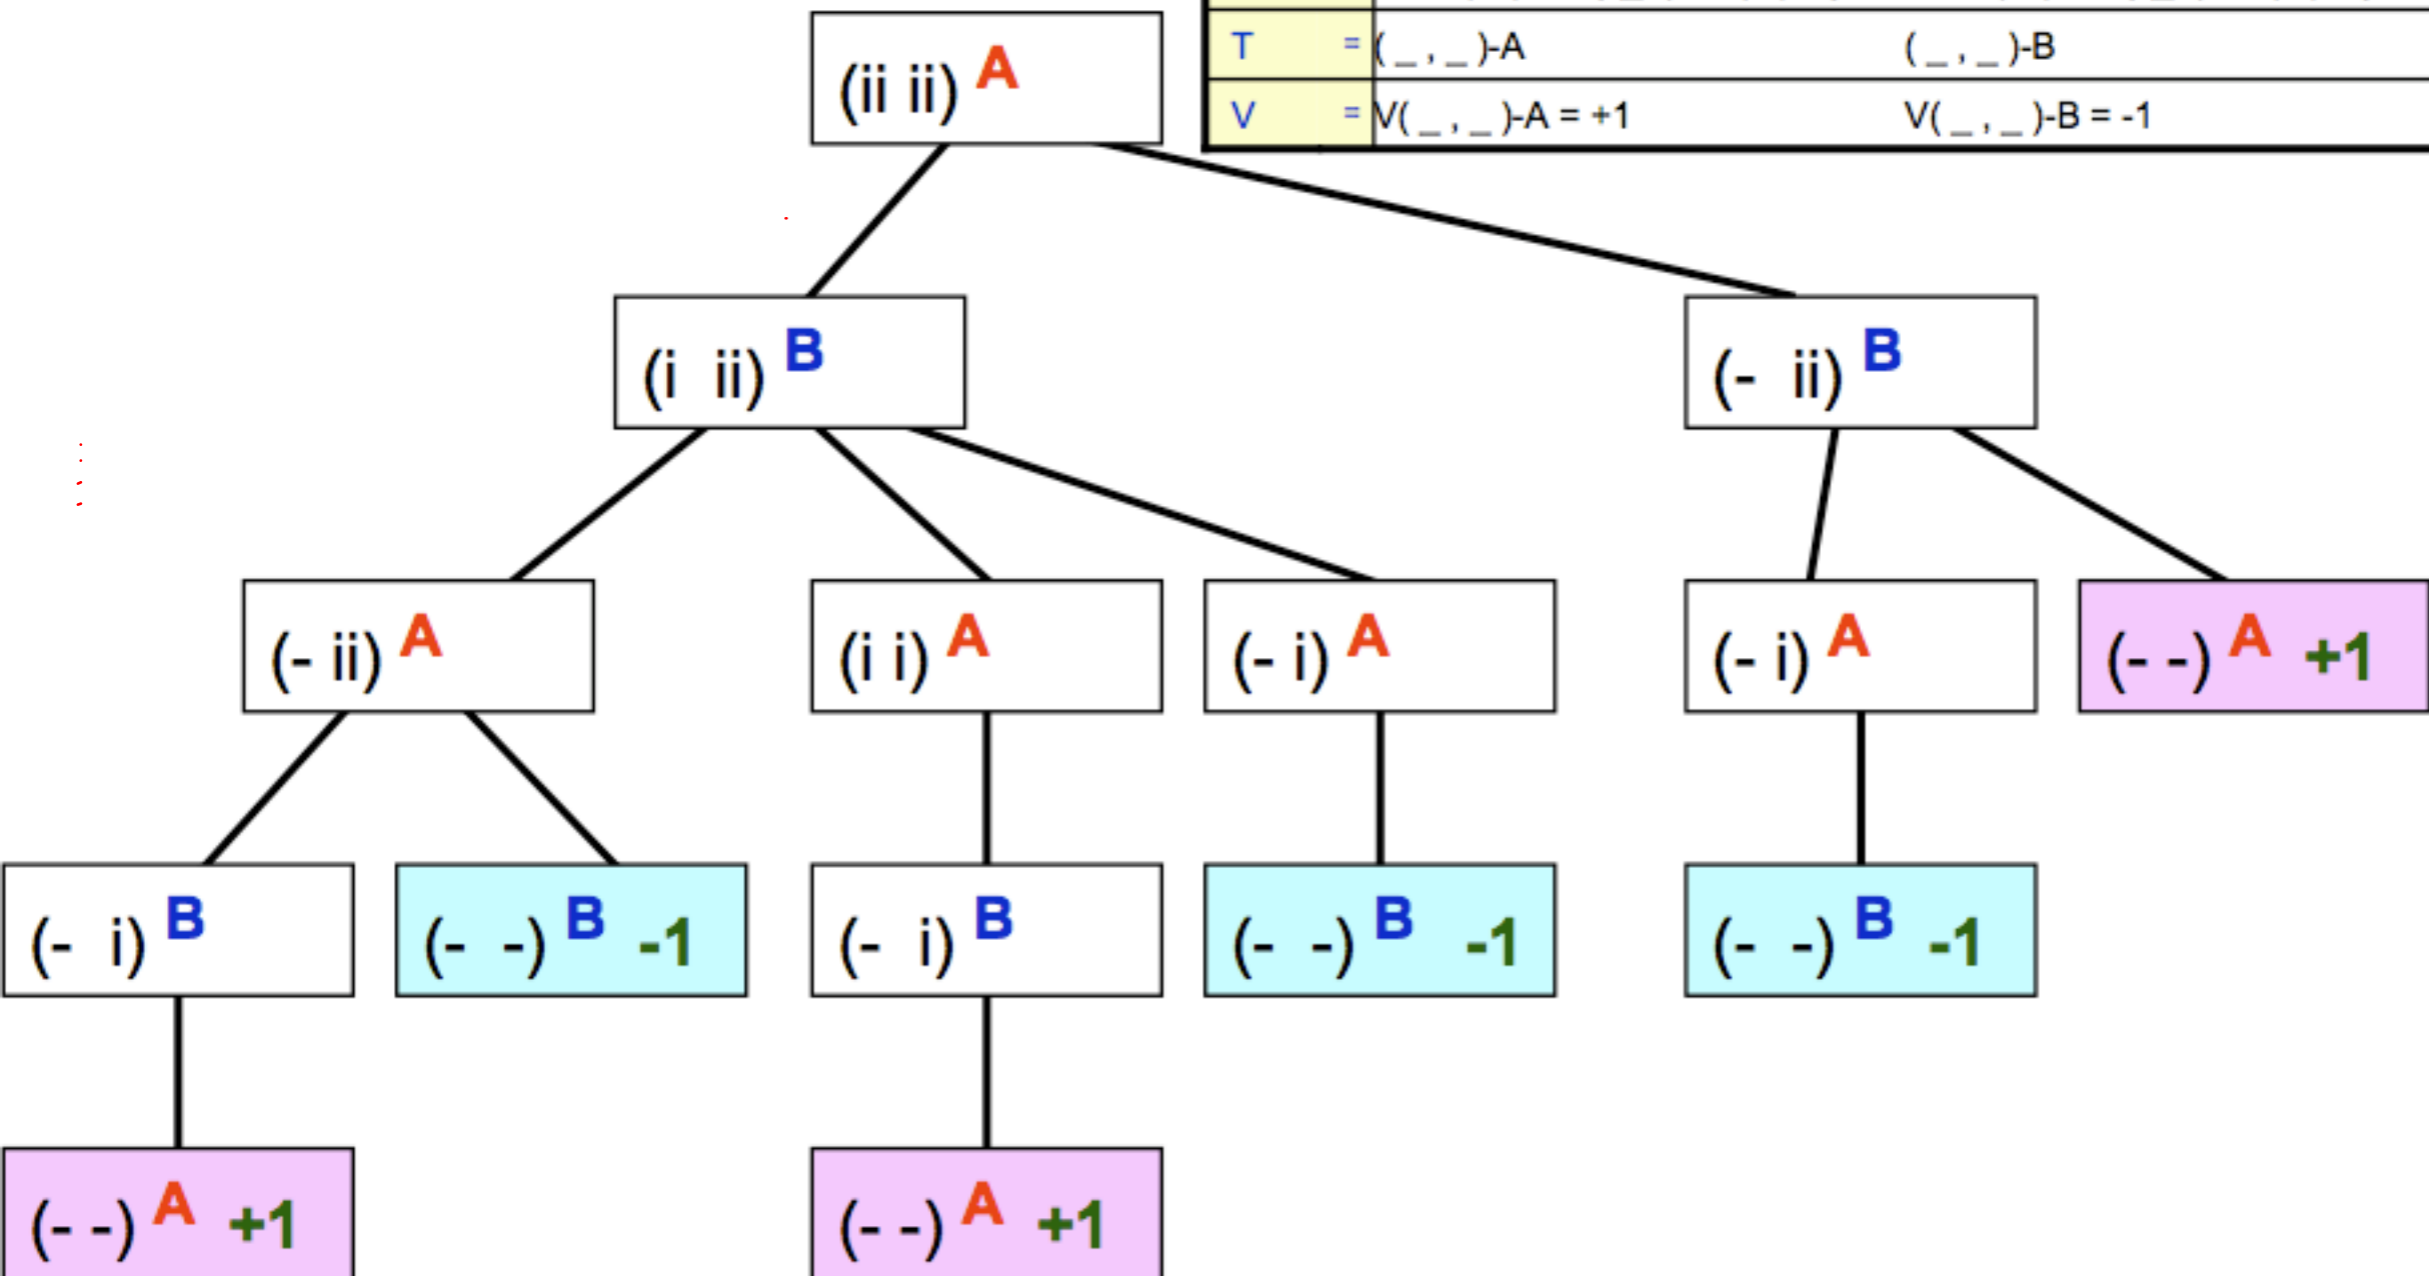 (ii ii) A
T = ( _ , _ )-A ( _ , _ )-B
V = V( _ , _ )-A = +1 V( _ , _ )-B = -1
(i ii) B
(- ii) B
(- ii) A
(i i) A
(- i) A
(- i) A
(- -) A +1
(- i) B
(- -) B -1
(- i) B
(- -) B -1
(- -) B -1
(- -) A +1
(- -) A +1